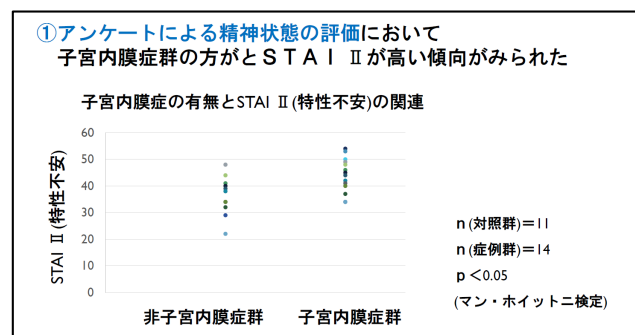 ①アンケートによる精神状態の評価において
子宮内膜症群の方がとＳＴＡＩ Ⅱが高い傾向がみられた
子宮内膜症の有無とSTAI Ⅱ(特性不安)の関連
60
50
40
30
20
10
0
STAI Ⅱ(特性不安)
非子宮内膜症群
子宮内膜症群
n(対照群)＝11
n(症例群)＝14
p＜0.05
(マン・ホイットニ検定)